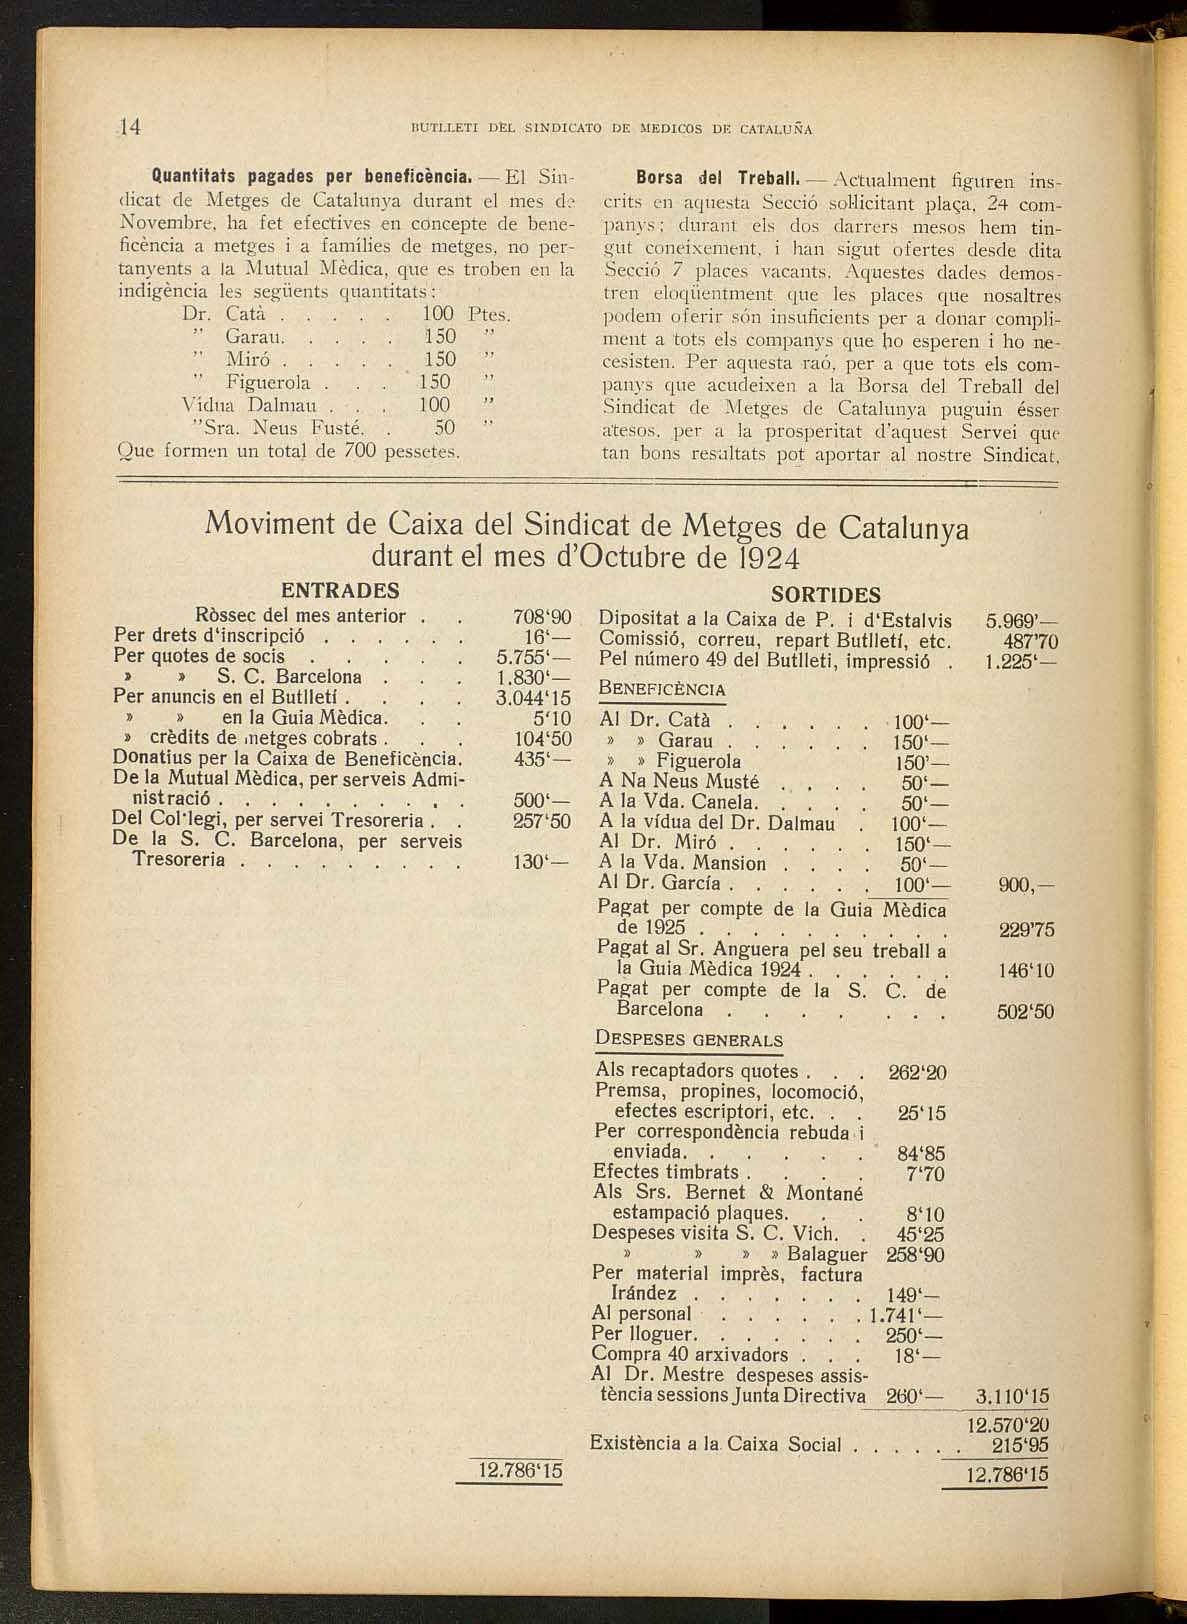 14
BUTLLETI DEL SINDICATO DE MEDICOS DE CATALUÑA
Quantitats pagades per beneficència. — El Sin-
dicat de Metges de Catalunya durant el mes de
Novembre, ha fet efectives en concepte de bene-
ficència a metges i a famílies de metges, no per-
tanyents a la Mutual Mèdica, que es troben en la
indigència les següents quantitats:
Dr. Catà . . . . . 100 Ptes.
" Garau. . . . . 150 "
" Miró . . . . . 150 "
" Figuerola . . . 150 "
Vídua Dalmau . . . 100 "
"Sra. Neus Fusté. . 50 "
Que formen un total de 700 pessetes.
Borsa del Treball. — Actualment figuren ins-
crits en aquesta Secció sol·licitant plaça, 24 com-
panys; durant els dos darrers mesos hem tin-
gut coneixement, i han sigut ofertes desde dita
Secció 7 places vacants. Aquestes dades demos-
tren eloqüentment que les places que nosaltres
podem oferir són insuficients per a donar compli-
ment a tots els companys que ho esperen i ho ne-
cesisten. Per aquesta raó, per a que tots els com-
panys que acudeixen a la Borsa del Treball del
Sindicat de Metges de Catalunya puguin ésser
atesos, per a la prosperitat d'aquest Servei que
tan bons resultats pot aportar al nostre Sindicat,
Moviment de Caixa del Sindicat de Metges de Catalunya
durant el mes d'Octubre de 1924
ENTRADES
Ròssec del mes anterior . . 708'90
Per drets d'inscripció . . . . . . 16'—
Per quotes de socis . . . . . 5.755'—
» » S. C. Barcelona . . . 1.830'—
Per anuncis en el Butlletí . . . . 3.044'15
» » en la Guia Mèdica. . . 5'10
» crèdits de metges cobrats . . . 104'50
Donatius per la Caixa de Beneficència. 435'—
De la Mutual Mèdica, per serveis Admi-
nistració . . . . . . . . . . 500'—
Del Col·legi, per servei Tresoreria . . 257'50
De la S. C. Barcelona, per serveis
Tresoreria . . . . . . . . . 130'—
12.786'15
SORTIDES
Dipositat a la Caixa de P. i d'Estalvis 5.969'—
Comissió, correu, repart Butlletí, etc. 487'70
Pel número 49 del Butlleti, impressió . 1.225'—
BENEFICÈNCIA
Al Dr. Catà . . . . . . 100'—
» » Garau . . . . . . 150'—
» » Figuerola 150'—
A Na Neus Musté . . . . 50'—
A la Vda. Canela. . . . . 50'—
A la vídua del Dr. Dalmau . 100'—
Al Dr. Miró . . . . . . 150'—
A la Vda. Mansion . . . . 50'—
Al Dr. García . . . . . . 100'— 900,—
Pagat per compte de la Guia Mèdica
de 1925 . . . . . . . . . . 229'75
Pagat al Sr. Anguera pel seu treball a
la Guia Mèdica 1924 . . . . . . 146'10
Pagat per compte de la S. C. de
Barcelona . . . . . . . 502'50
DESPESES GENERALS
Als recaptadors quotes . . . 262'20
Premsa, propines, locomoció,
efectes escriptori, etc. . . 25'15
Per correspondència rebuda i
enviada. . . . . . . 84'85
Efectes timbrats . . . . . 7'70
Als Srs. Bernet & Montané
estampació plaques. . . 8'10
Despeses visita S. C. Vich. . 45'25
» » » » Balaguer 258'90
Per material imprès, factura
Irández . . . . . . . 149'—
Al personal . . . . . . 1.741'—
Per lloguer. . . . . . . 250'—
Compra 40 arxivadors . . . 18'—
Al Dr. Mestre despeses assis-
tència sessions Junta Directiva 260'— 3.110'15
12.570'20
Existència a la Caixa Social . . . . . . 215'95
12.786'15